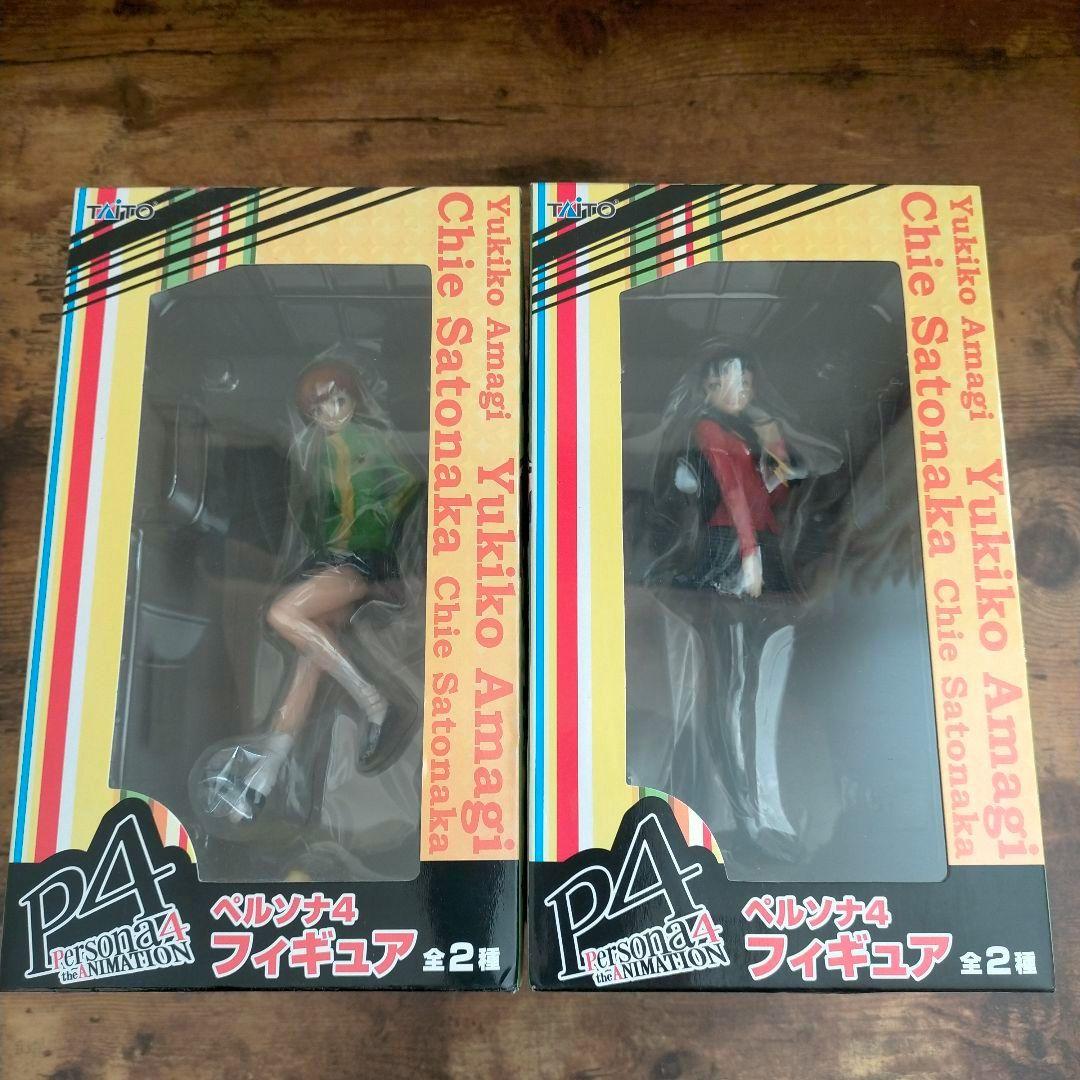 TAITO®
Yukiko Amagi
Yukiko Amagi
Chie Satonaka
Chie Satonaka
P4
Persona4
the ANIMATION
ペルソナ4
フィギュア
全2種
TAITO®
Yukiko Amagi
Yukiko Amagi
Chie Satonaka
Chie Satonaka
P4
Persona4
the ANIMATION
ペルソナ4
フィギュア
全2種